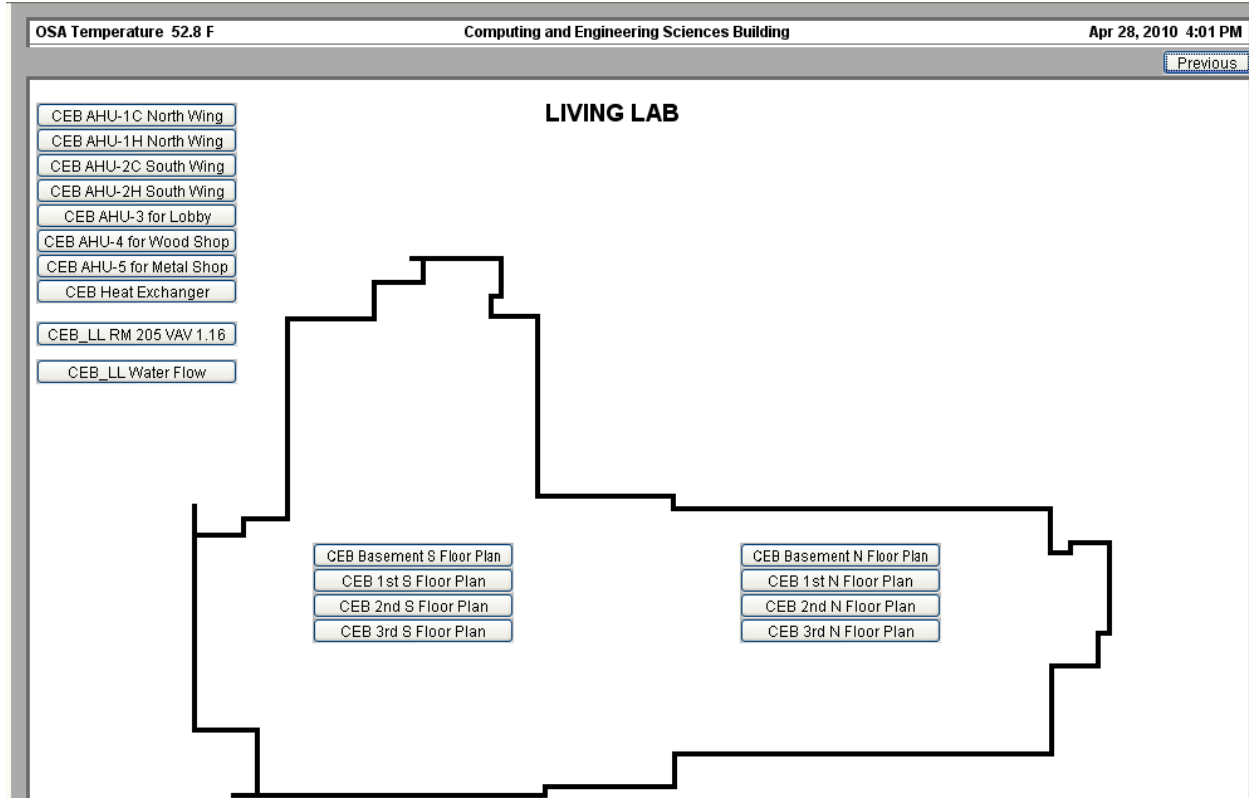 OSA Temperature 52.8 F Computing and Engineering Sciences Building Apr 28, 2010 4:01 PM
Previous
LIVING LAB
CEB AHU-1C North Wing
CEB AHU-1H North Wing
CEB AHU-2C South Wing
CEB AHU-2H South Wing
CEB AHU-3 for Lobby
CEB AHU-4 for Wood Shop
CEB AHU-5 for Metal Shop
CEB Heat Exchanger
CEB_LL RM 205 VAV 1.16
CEB_LL Water Flow
CEB Basement S Floor Plan
CEB 1st S Floor Plan
CEB 2nd S Floor Plan
CEB 3rd S Floor Plan
CEB Basement N Floor Plan
CEB 1st N Floor Plan
CEB 2nd N Floor Plan
CEB 3rd N Floor Plan